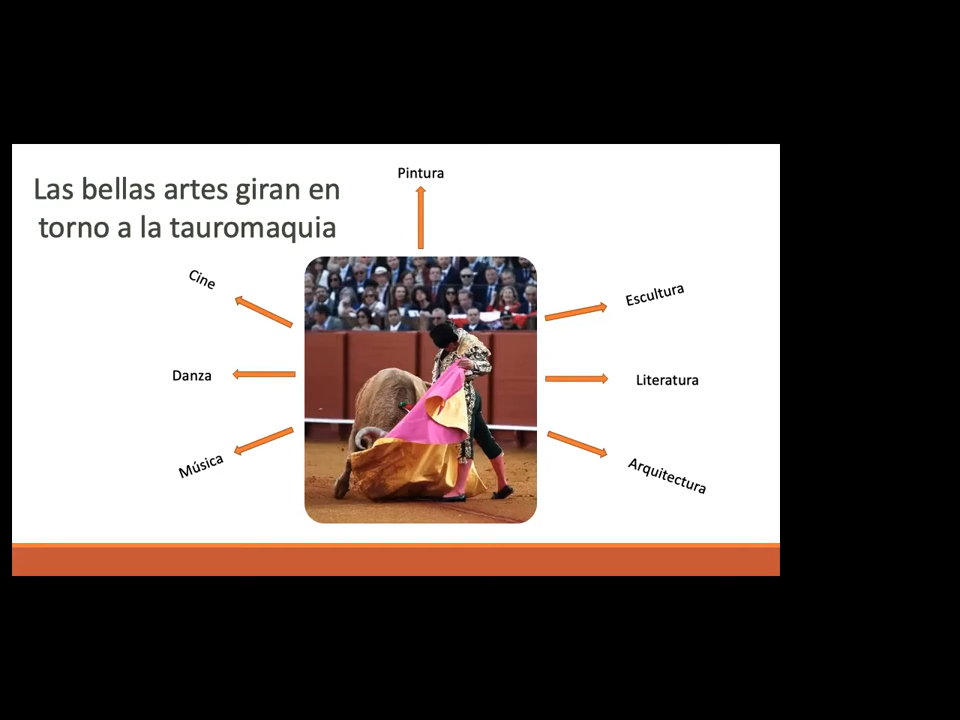 Las bellas artes giran en
torno a la tauromaquia
Pintura
Cine
Escultura
Danza
Literatura
Música
Arquitectura